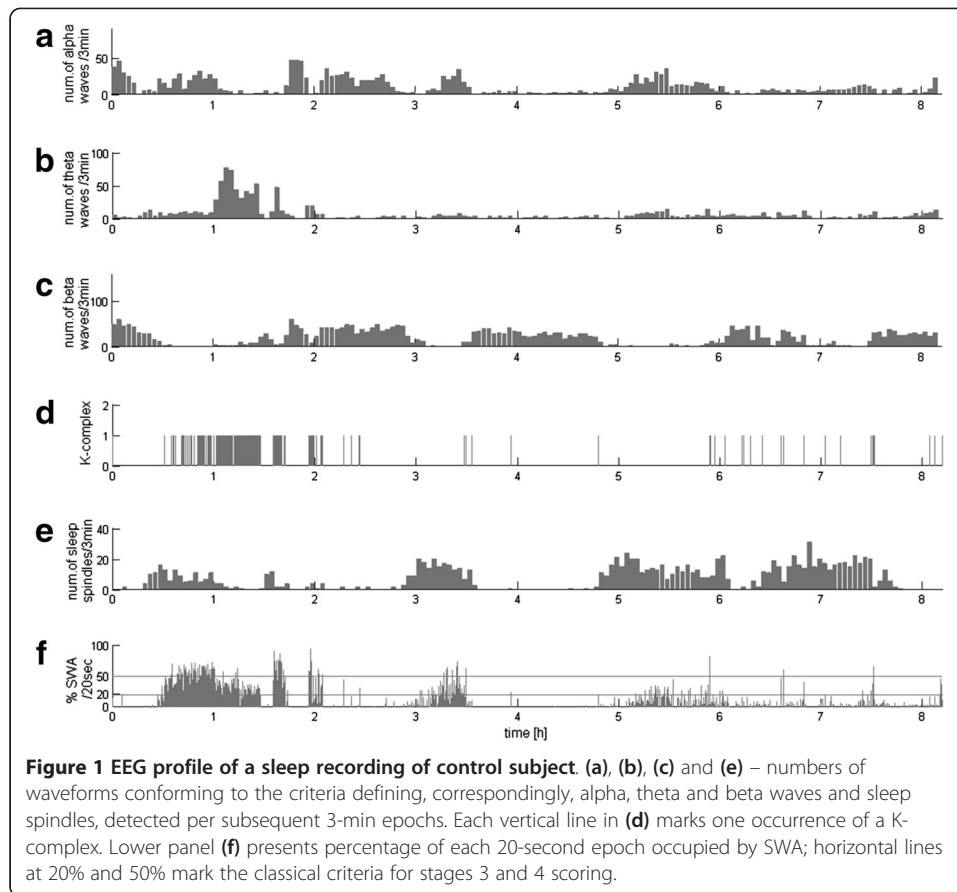 a
num.of alpha
waves /3min
50
0
0 1 2 3 4 5 6 7 8
b
num.of theta
waves /3min
100
50
0
0 1 2 3 4 5 6 7 8
c
num.of beta
waves/3min
100
0
0 1 2 3 4 5 6 7 8
d
K-complex
2
1
0
0 1 2 3 4 5 6 7 8
e
num.of sleep
spindles/3min
40
20
0
0 1 2 3 4 5 6 7 8
f
% SWA
/20sec
100
50
20
0
0 1 2 3 4 5 6 7 8
time [h]
Figure 1 EEG profile of a sleep recording of control subject. (a), (b), (c) and (e) – numbers of
waveforms conforming to the criteria defining, correspondingly, alpha, theta and beta waves and sleep
spindles, detected per subsequent 3-min epochs. Each vertical line in (d) marks one occurrence of a K-
complex. Lower panel (f) presents percentage of each 20-second epoch occupied by SWA; horizontal lines
at 20% and 50% mark the classical criteria for stages 3 and 4 scoring.